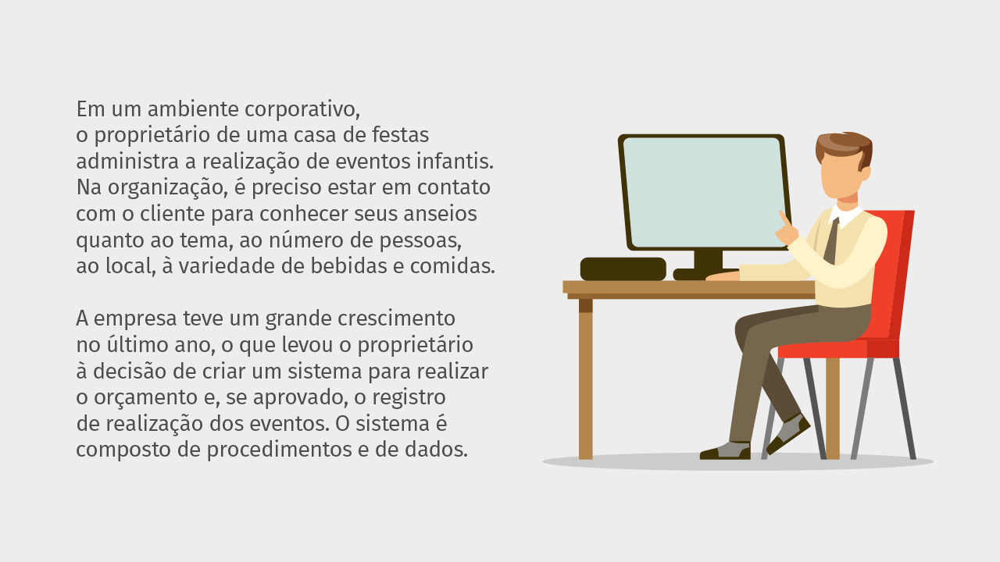 Em um ambiente corporativo,
o proprietário de uma casa de festas
administra a realização de eventos infantis.
Na organização, é preciso estar em contato
com o cliente para conhecer seus anseios
quanto ao tema, ao número de pessoas,
ao local, à variedade de bebidas e comidas.
A empresa teve um grande crescimento
no último ano, o que levou o proprietário
à decisão de criar um sistema para realizar
o orçamento e, se aprovado, o registro
de realização dos eventos. O sistema é
composto de procedimentos e de dados.